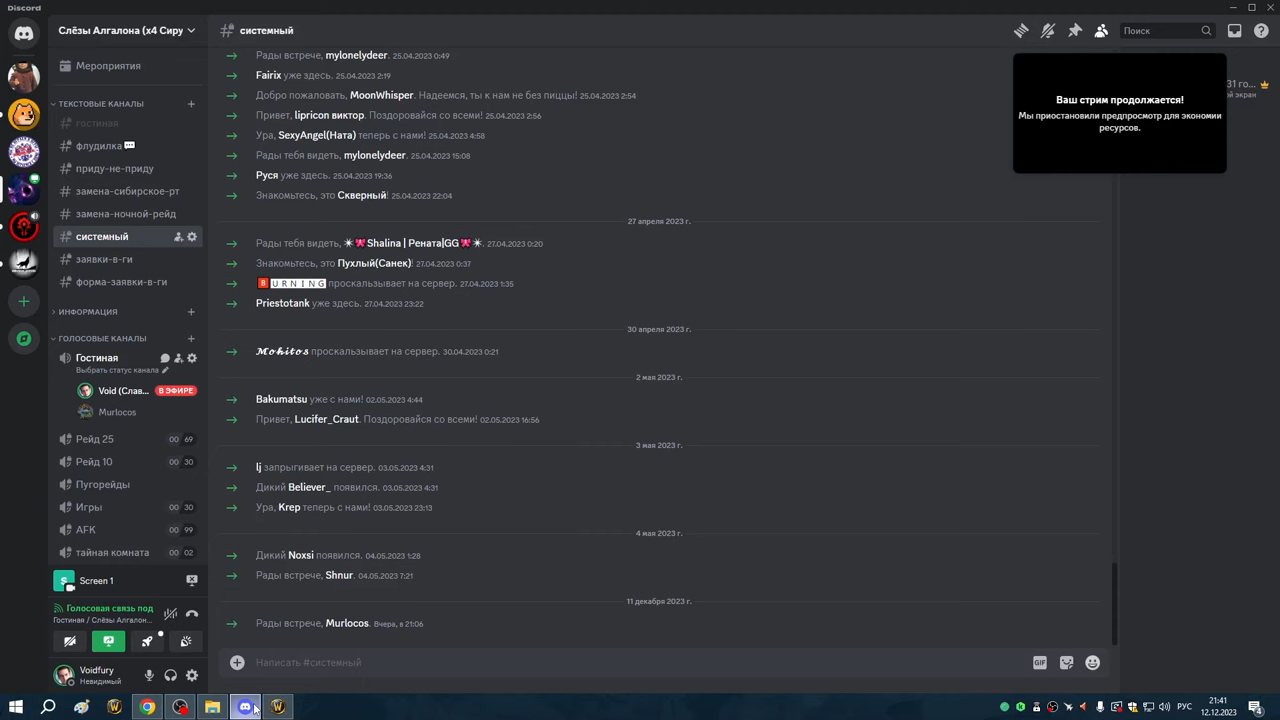 Discord
Слёзы Алгалона (x4 Сиру
Мероприятия
ТЕКСТОВЫЕ КАНАЛЫ
гостиная
флудилка
приду-не-приду
замена-сибирское-рт
замена-ночной-рейд
системный
заявки-в-ги
форма-заявки-в-ги
ИНФОРМАЦИЯ
ГОЛОСОВЫЕ КАНАЛЫ
Гостиная
Выбрать статус канала
Void (Слав... В ЭФИРЕ
Murlocos
Рейд 25 00 69
Рейд 10 00 30
Пугорейды
Игры 00 30
AFK 00 99
тайная комната 00 02
S Screen 1
Голосовая связь под
Гостиная / Слёзы Алгалон...
Voidfury
Невидимый
системный
Поиск
Рады встрече, mylonelydeer. 25.04.2023 0:49
Fairix уже здесь. 25.04.2023 2:19
Добро пожаловать, MoonWhisper. Надеемся, ты к нам не без пиццы! 25.04.2023 2:54
Привет, lipricon виктор. Поздоровайся со всеми! 25.04.2023 2:56
Ура, SexyAngel(Ната) теперь с нами! 25.04.2023 4:58
Рады тебя видеть, mylonelydeer. 25.04.2023 15:08
Руся уже здесь. 25.04.2023 19:36
Знакомьтесь, это Скверный! 25.04.2023 22:04
27 апреля 2023 г.
Рады тебя видеть, Shalina | Рената|GG. 27.04.2023 0:20
Знакомьтесь, это Пухлый(Санек)! 27.04.2023 0:37
BURNING проскальзывает на сервер. 27.04.2023 1:35
Priestotank уже здесь. 27.04.2023 23:22
30 апреля 2023 г.
𝓜𝓸𝓱𝓲𝓽𝓸𝓼 проскальзывает на сервер. 30.04.2023 0:21
2 мая 2023 г.
Bakumatsu уже с нами! 02.05.2023 4:44
Привет, Lucifer_Craut. Поздоровайся со всеми! 02.05.2023 16:56
3 мая 2023 г.
lj запрыгивает на сервер. 03.05.2023 4:31
Дикий Believer_ появился. 03.05.2023 4:31
Ура, Krep теперь с нами! 03.05.2023 23:13
4 мая 2023 г.
Дикий Noxsi появился. 04.05.2023 1:28
Рады встрече, Shnur. 04.05.2023 7:21
11 декабря 2023 г.
Рады встрече, Murlocos. Вчера, в 21:06
Написать #системный
GIF
Ваш стрим продолжается!
Мы приостановили предпросмотр для экономии
ресурсов.
31 го...
ой экран
РУС
21:41
12.12.2023
4